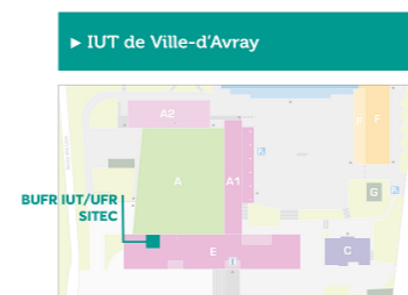 ► IUT de Ville-d'Avray
A2
F
F
A
A1
G
BUFR IUT/UFR
SITEC
E
C